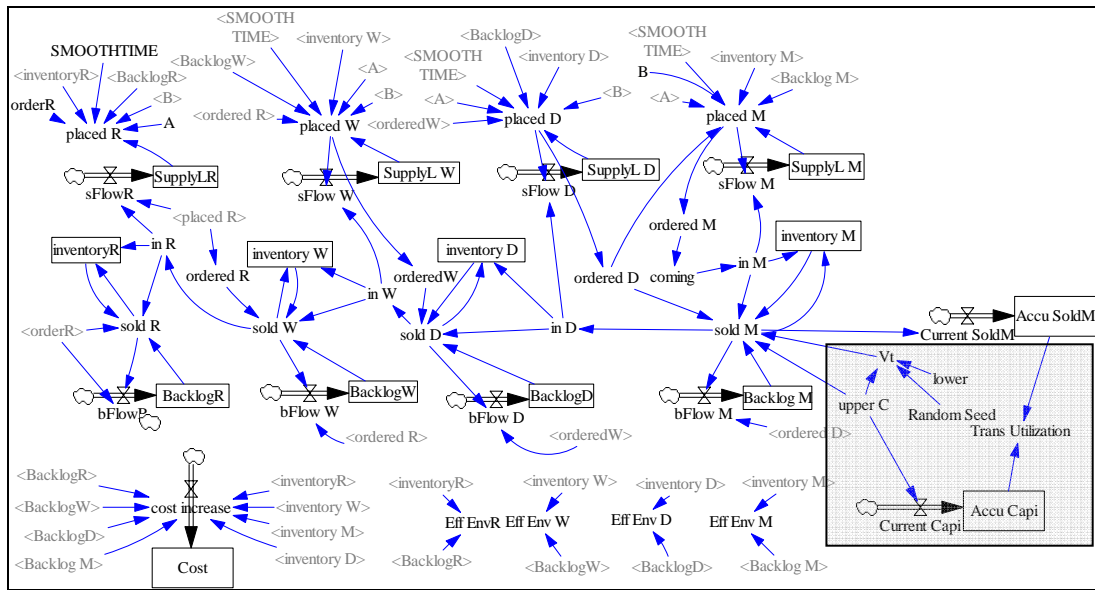 <SMOOTH
TIME>
<inventory W>
<BacklogD>
<SMOOTH
TIME>
SMOOTHTIME
<BacklogW>
<SMOOTH
TIME>
<inventory D>
<inventory M>
B
<inventoryR>
<BacklogR>
<A>
<Backlog M>
orderR
<B>
<B>
<A>
<B>
<A>
<ordered R>
<orderedW>
placed R
A
placed W
placed D
placed M
SupplyLR
SupplyL W
SupplyL D
SupplyL M
sFlowR
sFlow W
sFlow D
sFlow M
<placed R>
ordered M
inventoryR
in R
inventory W
inventory D
inventory M
ordered R
orderedW
ordered D
coming
in M
in W
<orderR>
sold R
sold W
sold D
in D
sold M
Current SoldM
Accu SoldM
Vt
lower
BacklogR
BacklogW
BacklogD
Backlog M
upper C
bFlow W
bFlow D
bFlow M
Random Seed
<ordered R>
<orderedW>
<ordered D>
Trans Utilization
<BacklogR>
<inventoryR>
<inventoryR>
<inventory W>
<inventory D>
<inventory M>
<BacklogW>
cost increase
<inventory W>
Accu Capi
<BacklogD>
<inventory M>
Eff EnvR
Eff Env W
Eff Env D
Eff Env M
Current Capi
<Backlog M>
<inventory D>
<BacklogR>
<BacklogW>
<BacklogD>
<Backlog M>
Cost